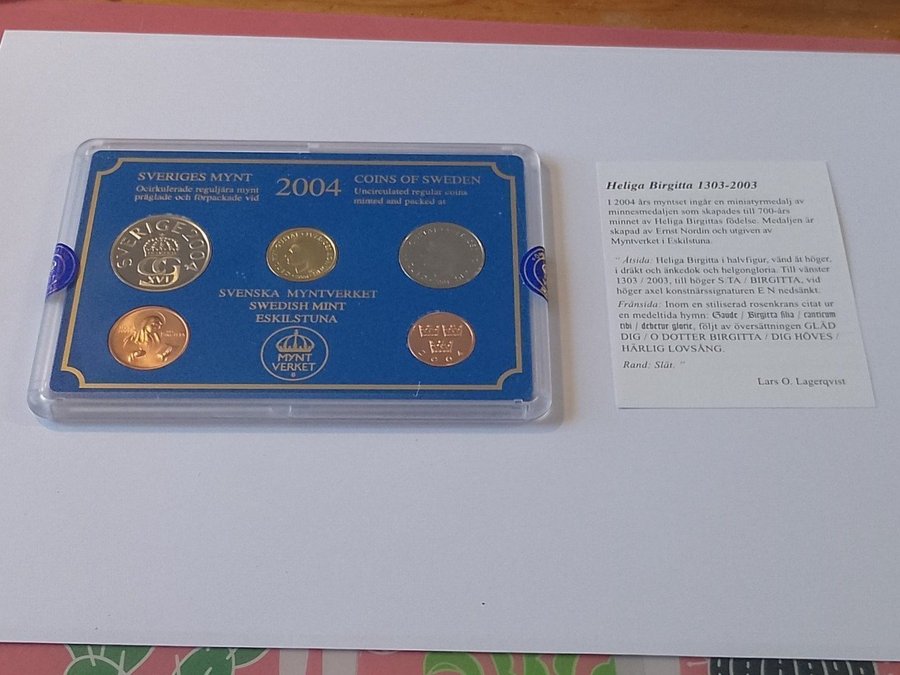 SVERIGES MYNT
Ocirkulerade reguljära mynt
präglade och förpackade vid
2004
COINS OF SWEDEN
Uncirculated regular coins
minted and packed at
SVERIGE 2004
CG
XVI
SVENSKA MYNTVERKET
SWEDISH MINT
ESKILSTUNA
MYNT
VERKET
Heliga Birgitta 1303-2003
I 2004 års myntset ingår en miniatyrmedalj av
minnesmedaljen som skapades till 700-års
minnet av Heliga Birgittas födelse. Medaljen är
skapad av Ernst Nordin och utgiven av
Myntverket i Eskilstuna.
" Åtsida: Heliga Birgitta i halvfigur, vänd åt höger,
i dräkt och änkedok och helgongloria. Till vänster
1303 / 2003, till höger S:TA / BIRGITTA, vid
höger axel konstnärssignaturen E N nedsänkt.
Frånsida: Inom en stiliserad rosenkrans citat ur
en medeltida hymn: Gaude / Birgitta filia / canticum
tibi / debetur glorie, följt av översättningen GLÄD
DIG / O DOTTER BIRGITTA / DIG HÖVES /
HÄRLIG LOVSÅNG.
Rand: Slät. "
Lars O. Lagerqvist